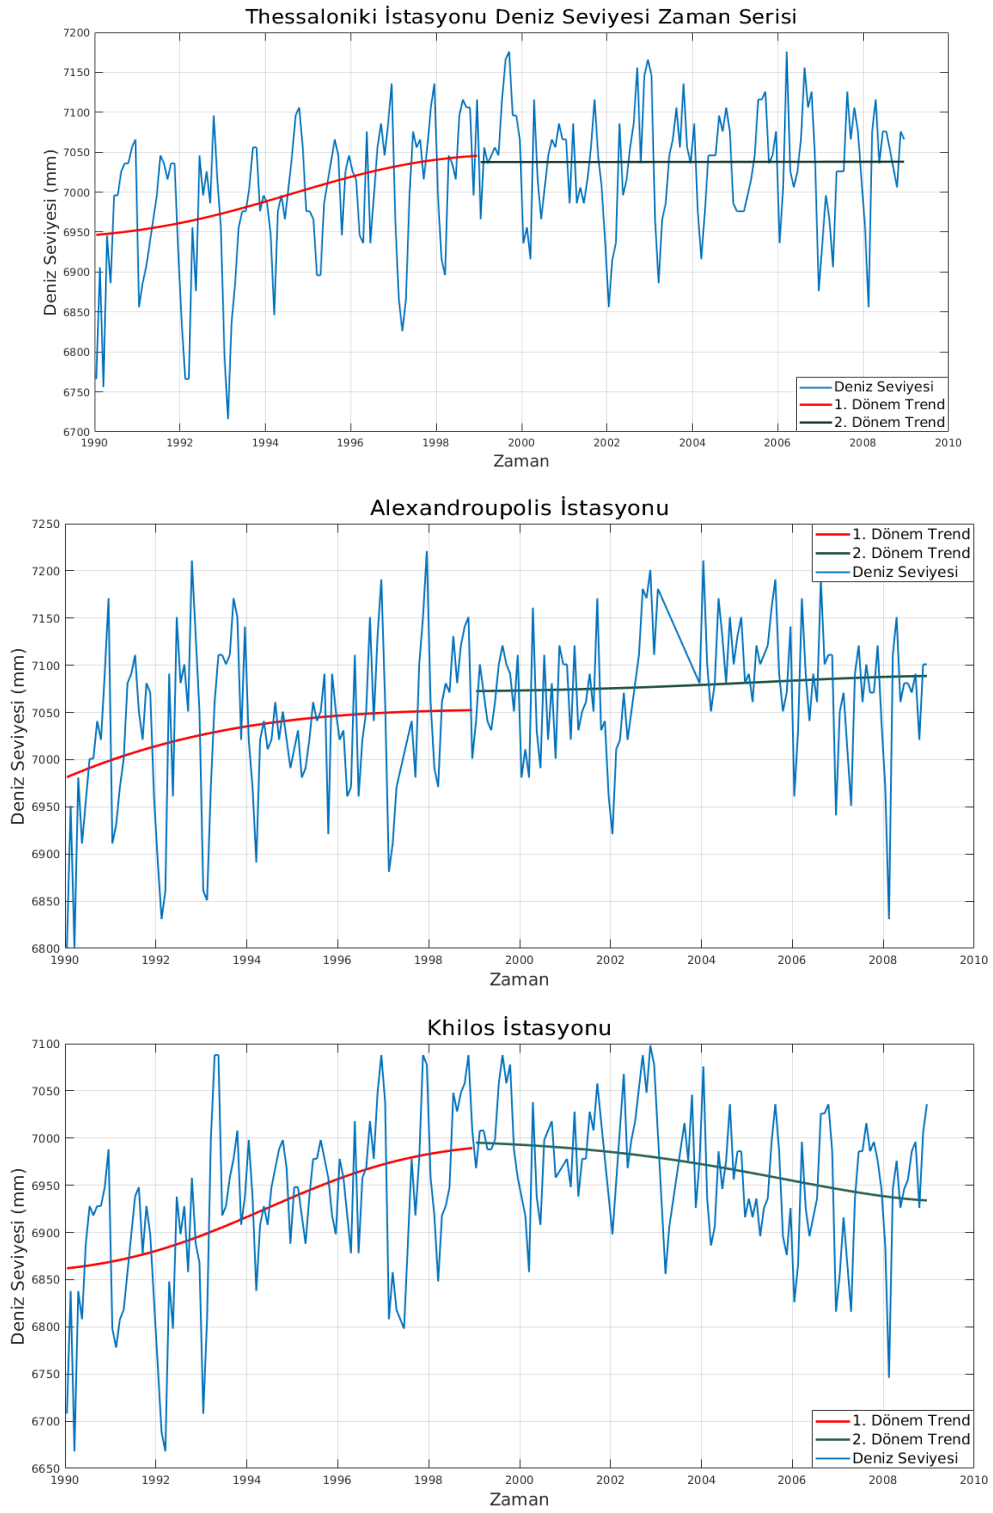 Thessaloniki İstasyonu Deniz Seviyesi Zaman Serisi
7200
7150
7100
7050
7000
6950
6900
6850
6800
6750
6700
Deniz Seviyesi (mm)
Deniz Seviyesi
1. Dönem Trend
2. Dönem Trend
1990 1992 1994 1996 1998 2000 2002 2004 2006 2008 2010
Zaman
Alexandroupolis İstasyonu
7250
7200
7150
7100
7050
7000
6950
6900
6850
6800
Deniz Seviyesi (mm)
1. Dönem Trend
2. Dönem Trend
Deniz Seviyesi
1990 1992 1994 1996 1998 2000 2002 2004 2006 2008 2010
Zaman
Khilos İstasyonu
7100
7050
7000
6950
6900
6850
6800
6750
6700
6650
Deniz Seviyesi (mm)
1. Dönem Trend
2. Dönem Trend
Deniz Seviyesi
1990 1992 1994 1996 1998 2000 2002 2004 2006 2008 2010
Zaman